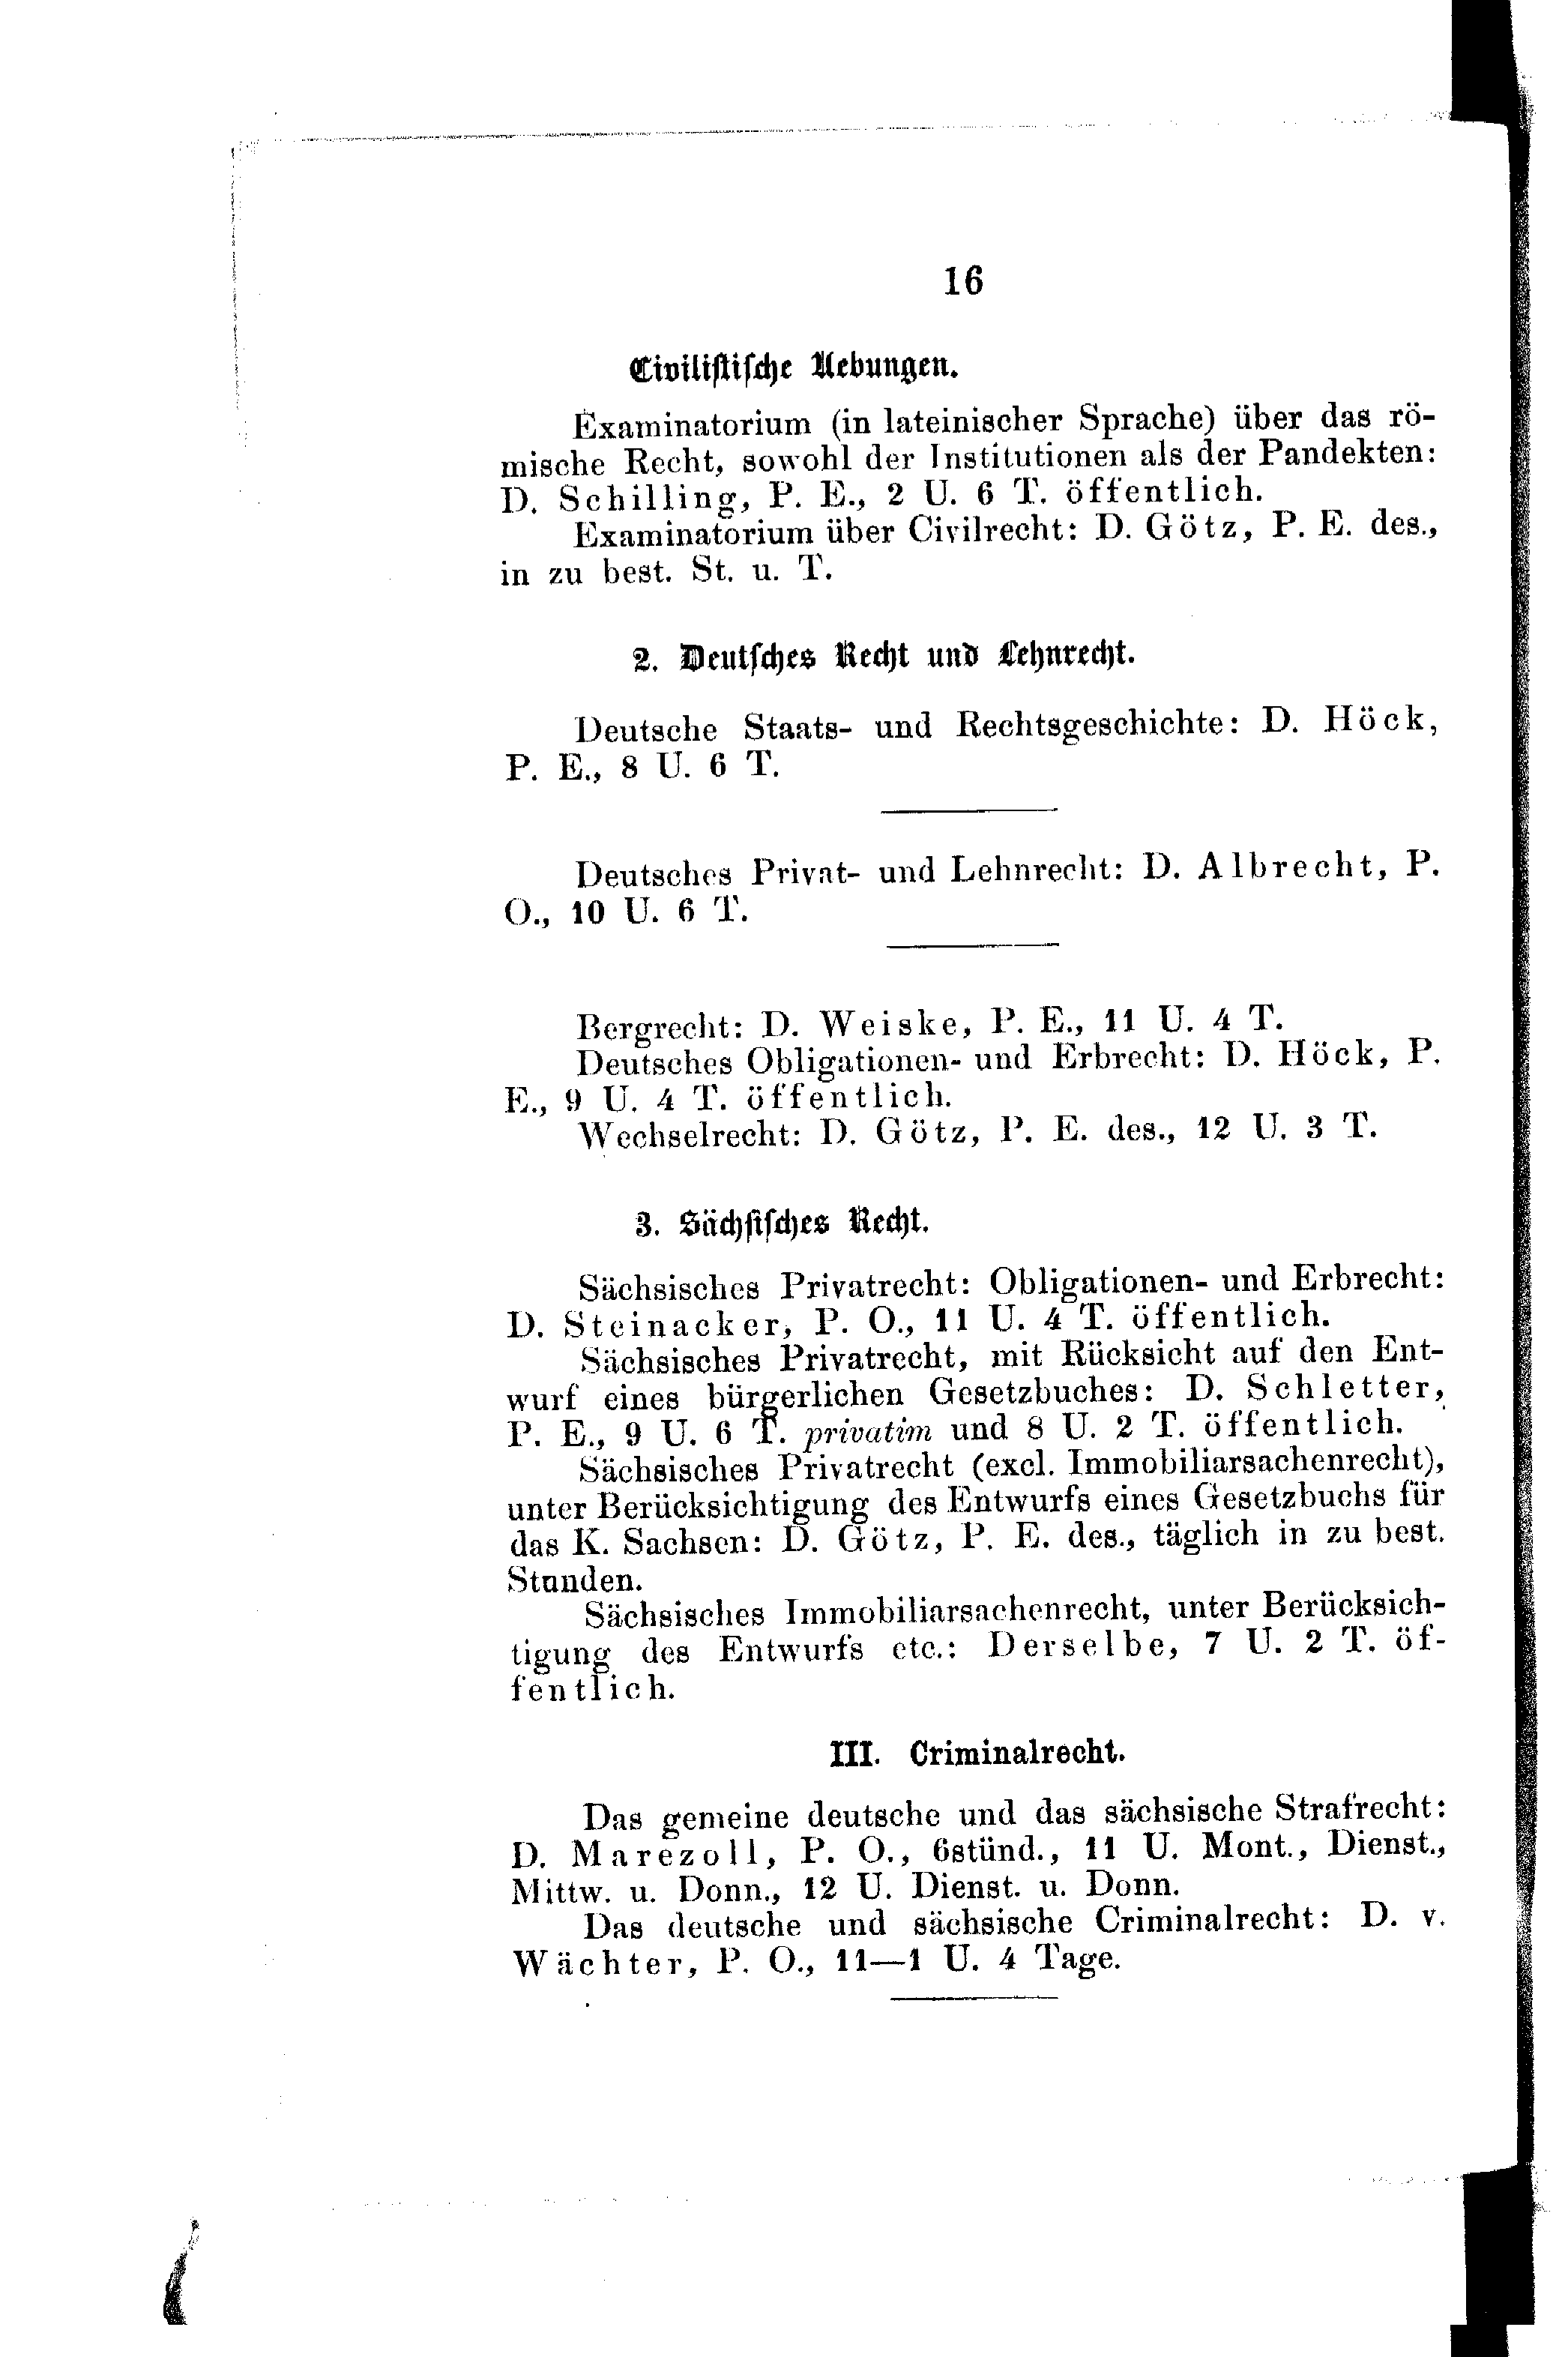 16
Civilistische Uebungen.
Examinatorium (in lateinischer Sprache) über das rö-
mische Recht, sowohl der Institutionen als der Pandekten:
D. Schilling, P. E., 2 U. 6 T. öffentlich.
Examinatorium über Civilrecht: D. Götz, P. E. des.,
in zu best. St. u. T.
2. Deutsches Recht und Lehnrecht.
Deutsche Staats- und Rechtsgeschichte: D. Höck,
P. E., 8 U. 6 T.
Deutsches Privat- und Lehnrecht: D. Albrecht, P.
O., 10 U. 6 T.
Bergrecht: D. Weiske, P. E., 11 U. 4 T.
Deutsches Obligationen- und Erbrecht: D. Höck, P.
E., 9 U. 4 T. öffentlich.
Wechselrecht: D. Götz, P. E. des., 12 U. 3 T.
3. Sächsisches Recht.
Sächsisches Privatrecht: Obligationen- und Erbrecht:
D. Steinacker, P. O., 11 U. 4 T. öffentlich.
Sächsisches Privatrecht, mit Rücksicht auf den Ent-
wurf eines bürgerlichen Gesetzbuches: D. Schletter,
P. E., 9 U. 6 T. privatim und 8 U. 2 T. öffentlich.
Sächsisches Privatrecht (excl. Immobiliarsachenrecht),
unter Berücksichtigung des Entwurfs eines Gesetzbuchs für
das K. Sachsen: D. Götz, P. E. des., täglich in zu best.
Stunden.
Sächsisches Immobiliarsachenrecht, unter Berücksich-
tigung des Entwurfs etc.: Derselbe, 7 U. 2 T. öf-
fentlich.
III. Criminalrecht.
Das gemeine deutsche und das sächsische Strafrecht:
D. Marezoll, P. O., 6stünd., 11 U. Mont., Dienst.,
Mittw. u. Donn., 12 U. Dienst. u. Donn.
Das deutsche und sächsische Criminalrecht: D. v.
Wächter, P. O., 11—1 U. 4 Tage.